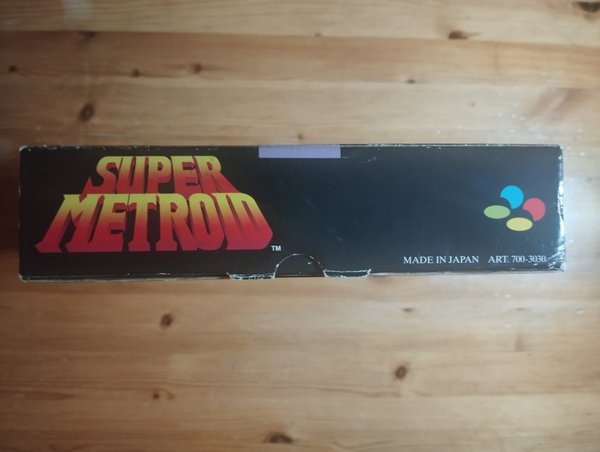 SUPER
METROID
TM
MADE IN JAPAN ART. 700-3030